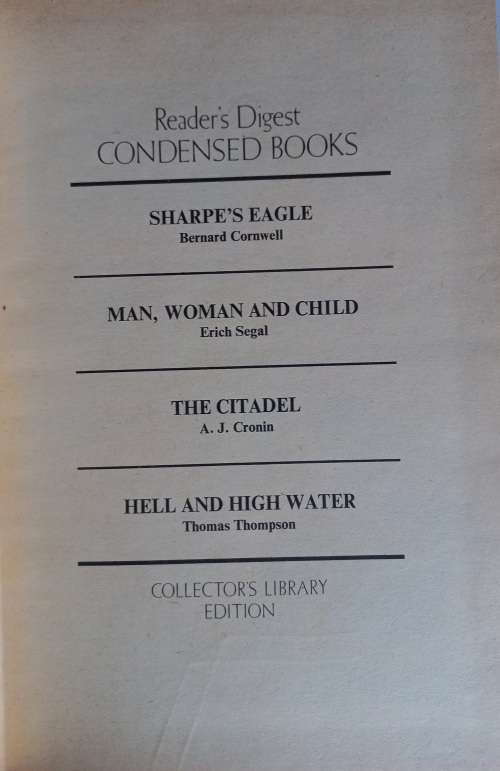 Reader's Digest
CONDENSED BOOKS
SHARPE'S EAGLE
Bernard Cornwell
MAN, WOMAN AND CHILD
Erich Segal
THE CITADEL
A. J. Cronin
HELL AND HIGH WATER
Thomas Thompson
COLLECTOR'S LIBRARY
EDITION